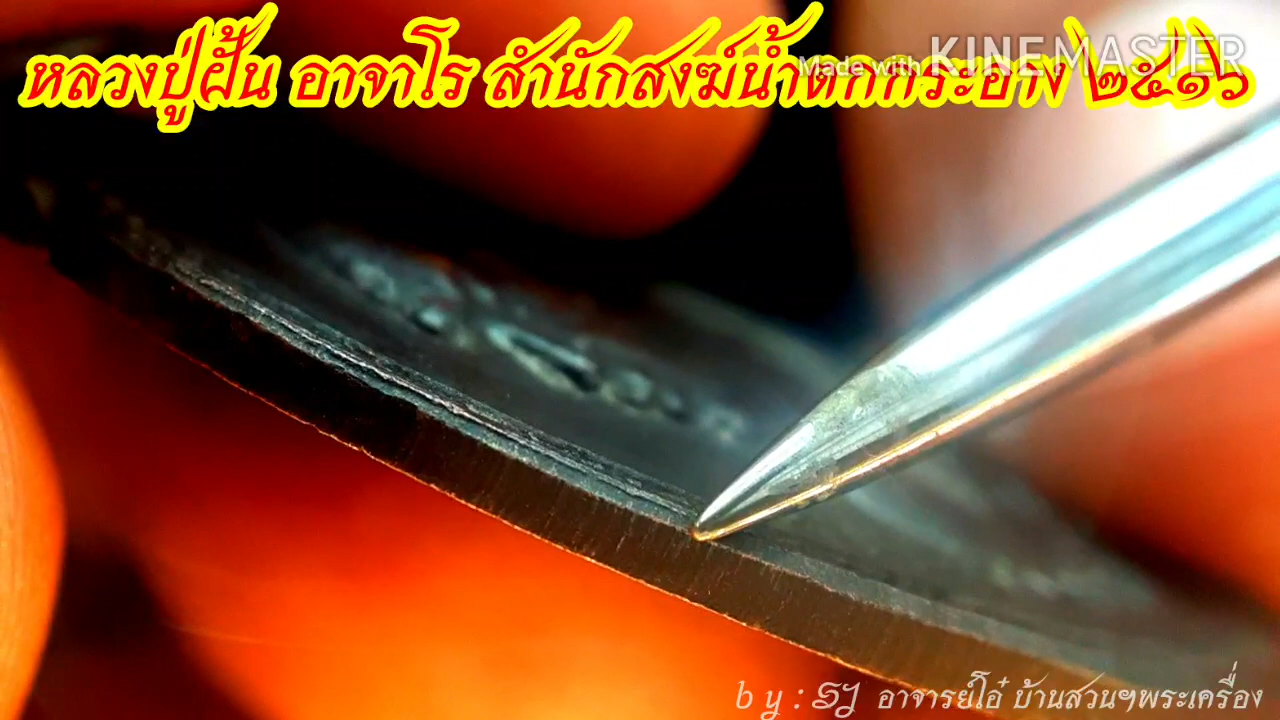 หลวงปู่ฝั้น อาจาโร สำนักสงฆ์น้ำตกกระอาง ๒๕๑๖
Made with KINEMASTER
by : SJ อาจารย์โอ๋ บ้านสวนฯพระเครื่อง